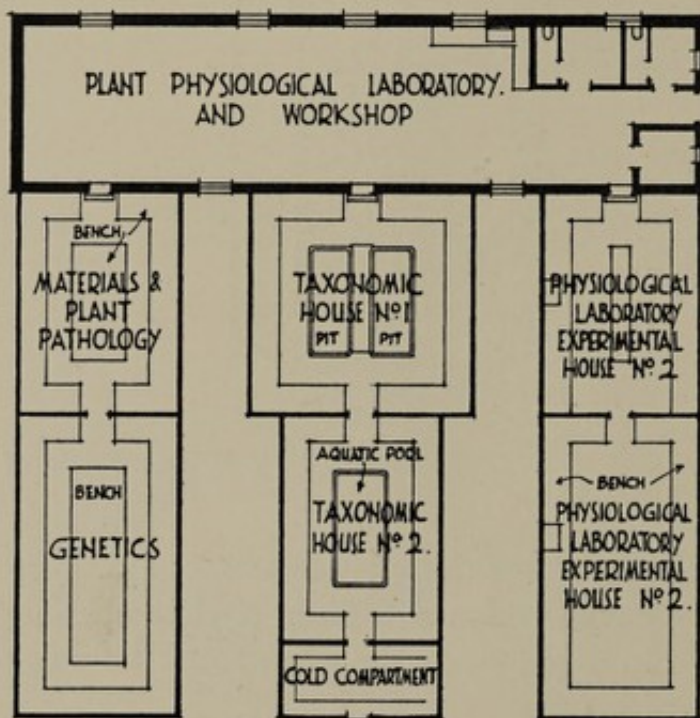 PLANT PHYSIOLOGICAL LABORATORY.
AND WORKSHOP
BENCH
MATERIALS &
PLANT
PATHOLOGY
TAXONOMIC
HOUSE Nº1
PIT PIT
PHYSIOLOGICAL
LABORATORY
EXPERIMENTAL
HOUSE Nº 2
BENCH
GENETICS
AQUATIC POOL
TAXONOMIC
HOUSE Nº 2.
COLD COMPARTMENT
BENCH
PHYSIOLOGICAL
LABORATORY
EXPERIMENTAL
HOUSE Nº 2.